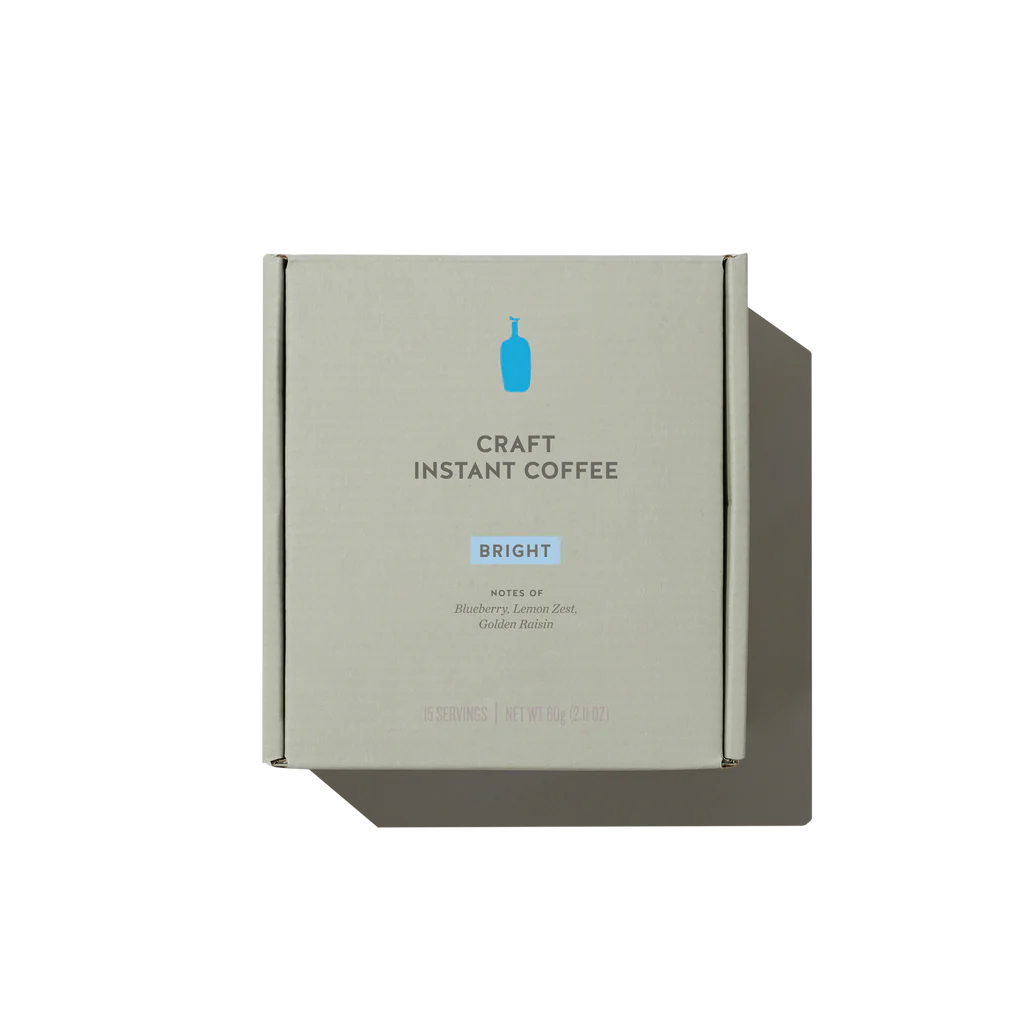 CRAFT
INSTANT COFFEE
BRIGHT
NOTES OF
Blueberry, Lemon Zest,
Golden Raisin
15 SERVINGS | NET WT 60g (2.11 OZ)